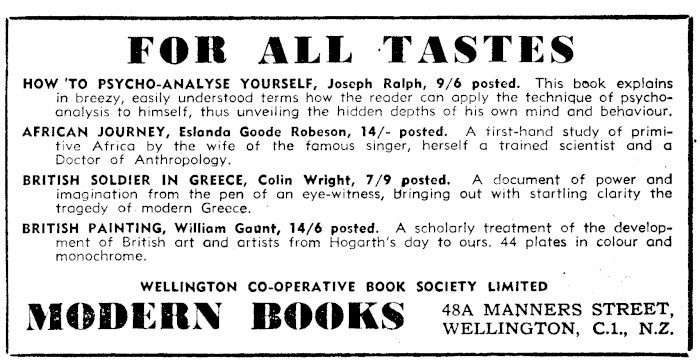 FOR ALL TASTES
HOW TO PSYCHO-ANALYSE YOURSELF, Joseph Ralph, 9/6 posted. This book explains
in breezy, easily understood terms how the reader can apply the technique of psycho-
analysis to himself, thus unveiling the hidden depths of his own mind and behaviour.
AFRICAN JOURNEY, Eslanda Goode Robeson, 14/- posted. A first-hand study of primi-
tive Africa by the wife of the famous singer, herself a trained scientist and a
Doctor of Anthropology.
BRITISH SOLDIER IN GREECE, Colin Wright, 7/9 posted. A document of power and
imagination from the pen of an eye-witness, bringing out with startling clarity the
tragedy of modern Greece.
BRITISH PAINTING, William Gaunt, 14/6 posted. A scholarly treatment of the develop-
ment of British art and artists from Hogarth's day to ours. 44 plates in colour and
monochrome.
WELLINGTON CO-OPERATIVE BOOK SOCIETY LIMITED
MODERN BOOKS
48A MANNERS STREET,
WELLINGTON, C.1., N.Z.